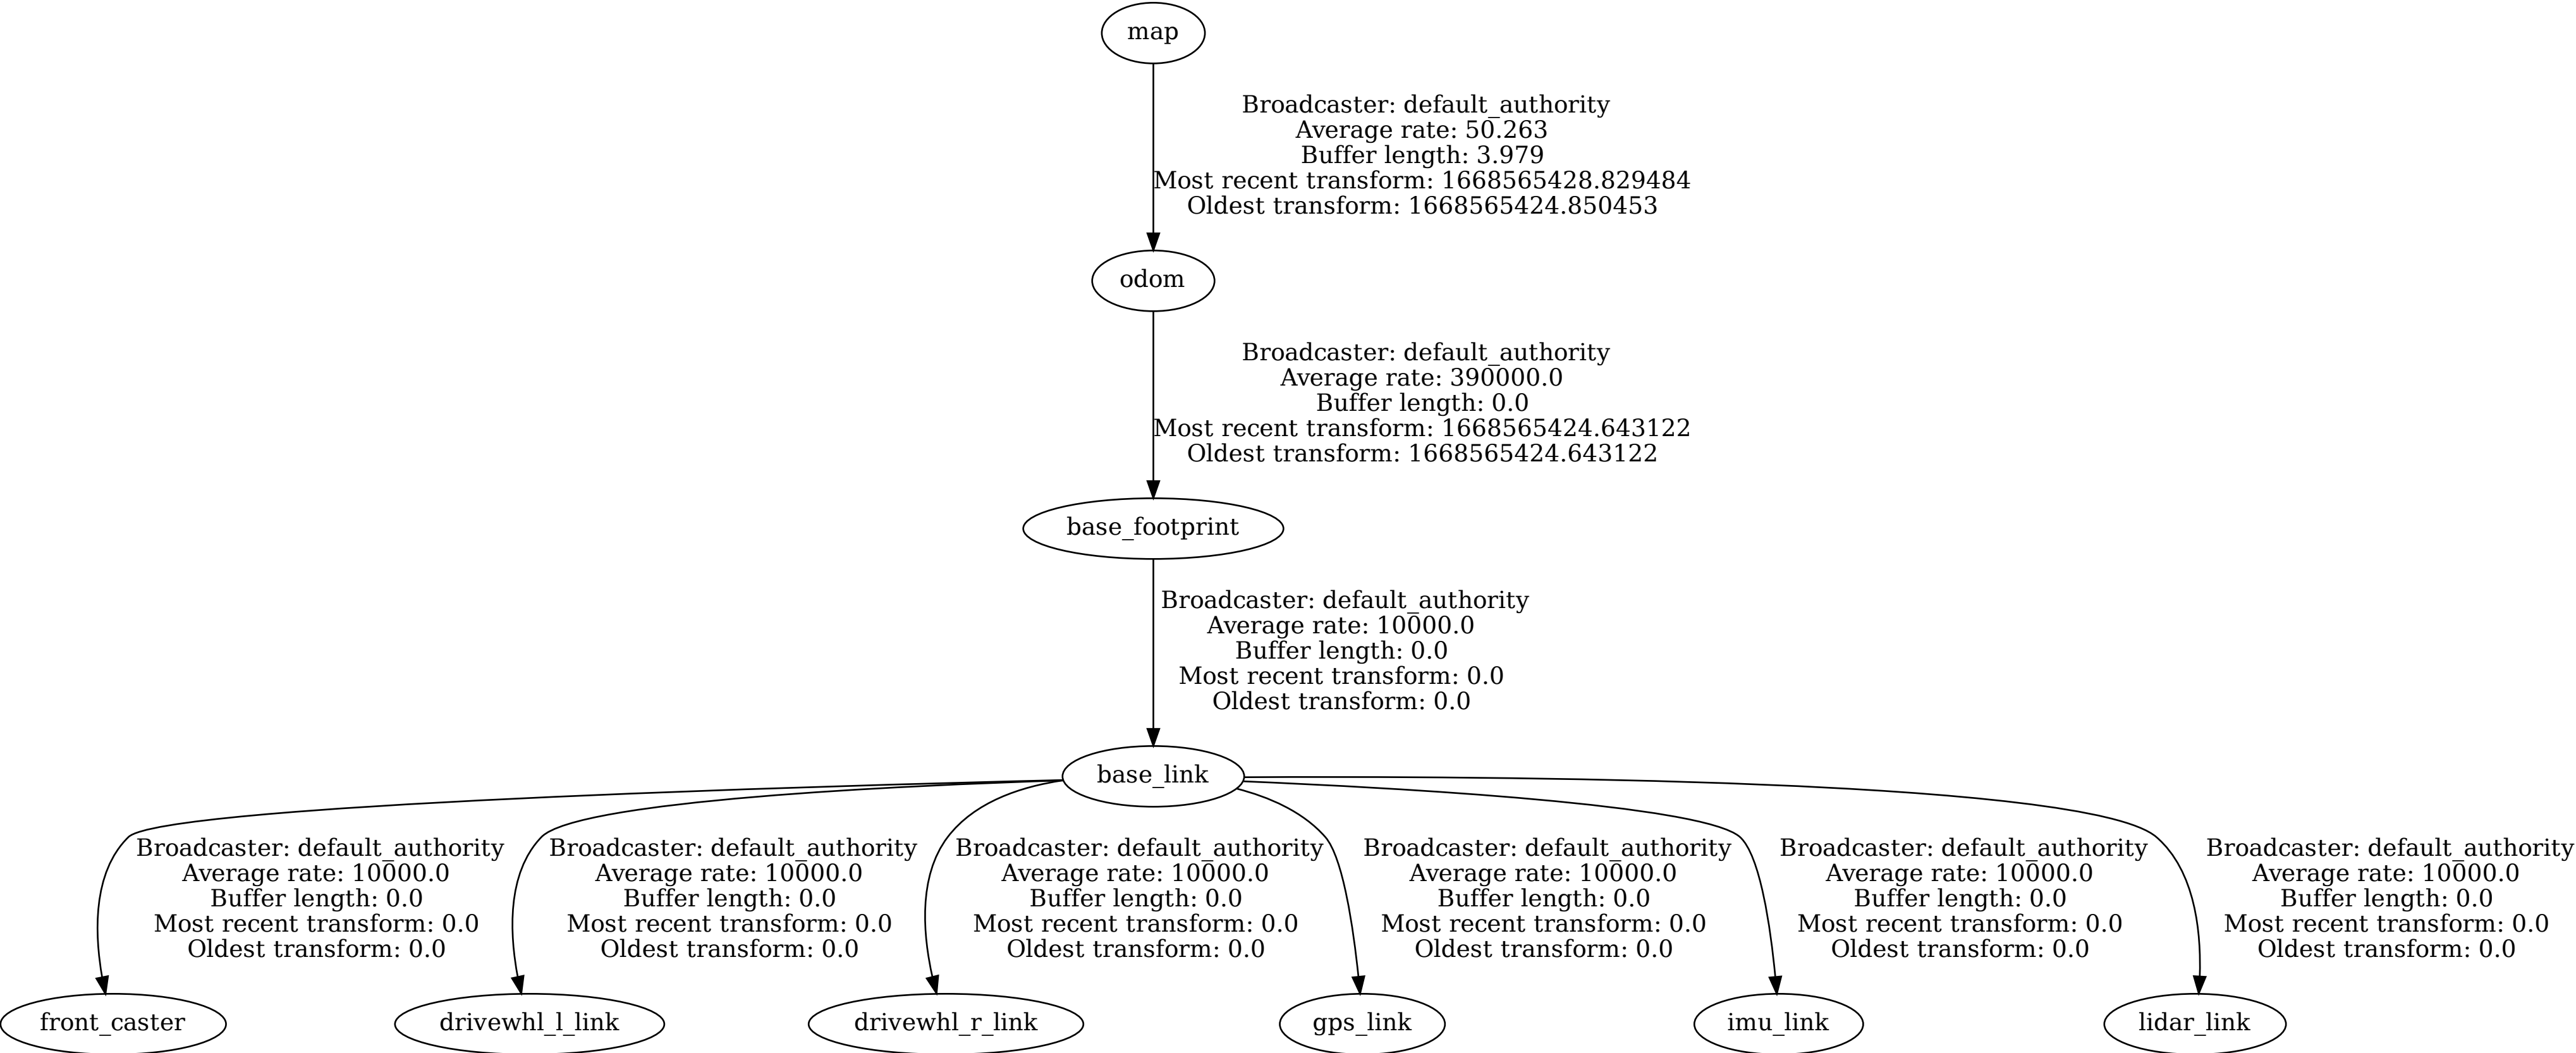 map
Broadcaster: default_authority
Average rate: 50.263
Buffer length: 3.979
Most recent transform: 1668565428.829484
Oldest transform: 1668565424.850453
odom
Broadcaster: default_authority
Average rate: 390000.0
Buffer length: 0.0
Most recent transform: 1668565424.643122
Oldest transform: 1668565424.643122
base_footprint
Broadcaster: default_authority
Average rate: 10000.0
Buffer length: 0.0
Most recent transform: 0.0
Oldest transform: 0.0
base_link
Broadcaster: default_authority
Average rate: 10000.0
Buffer length: 0.0
Most recent transform: 0.0
Oldest transform: 0.0
Broadcaster: default_authority
Average rate: 10000.0
Buffer length: 0.0
Most recent transform: 0.0
Oldest transform: 0.0
Broadcaster: default_authority
Average rate: 10000.0
Buffer length: 0.0
Most recent transform: 0.0
Oldest transform: 0.0
Broadcaster: default_authority
Average rate: 10000.0
Buffer length: 0.0
Most recent transform: 0.0
Oldest transform: 0.0
Broadcaster: default_authority
Average rate: 10000.0
Buffer length: 0.0
Most recent transform: 0.0
Oldest transform: 0.0
Broadcaster: default_authority
Average rate: 10000.0
Buffer length: 0.0
Most recent transform: 0.0
Oldest transform: 0.0
front_caster
drivewhl_l_link
drivewhl_r_link
gps_link
imu_link
lidar_link